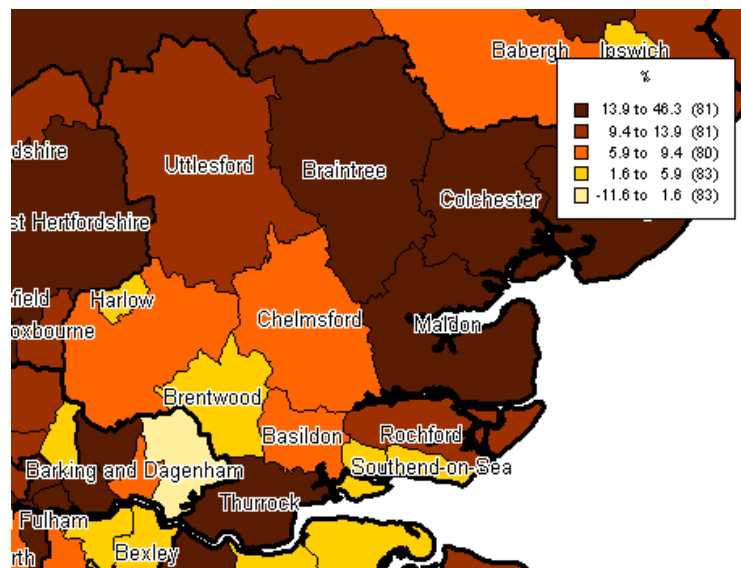 Babergh Ipswich
%
13.9 to 46.3 (81)
9.4 to 13.9 (81)
5.9 to 9.4 (80)
1.6 to 5.9 (83)
-11.6 to 1.6 (83)
dshire
Uttlesford
Braintree
Colchester
st Hertfordshire
field
Harlow
oxbourne
Chelmsford
Maldon
Brentwood
Basildon
Rochford
Barking and Dagenham
Southend-on-Sea
Thurrock
Fulham
rth
Bexley